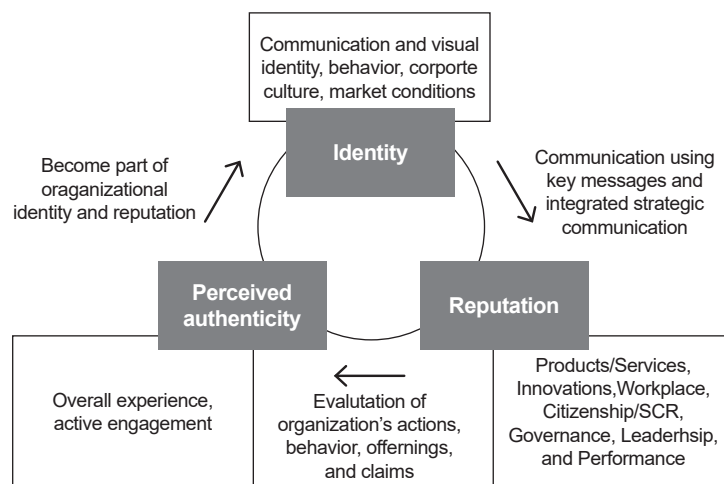 Communication and visual
identity, behavior, corporte
culture, market conditions
Identity
Become part of
oraganizational
identity and reputation
Communication using
key messages and
integrated strategic
communication
Perceived
authenticity
Reputation
Overall experience,
active engagement
Evalutation of
organization’s actions,
behavior, offernings,
and claims
Products/Services,
Innovations,Workplace,
Citizenship/SCR,
Governance, Leaderhsip,
and Performance